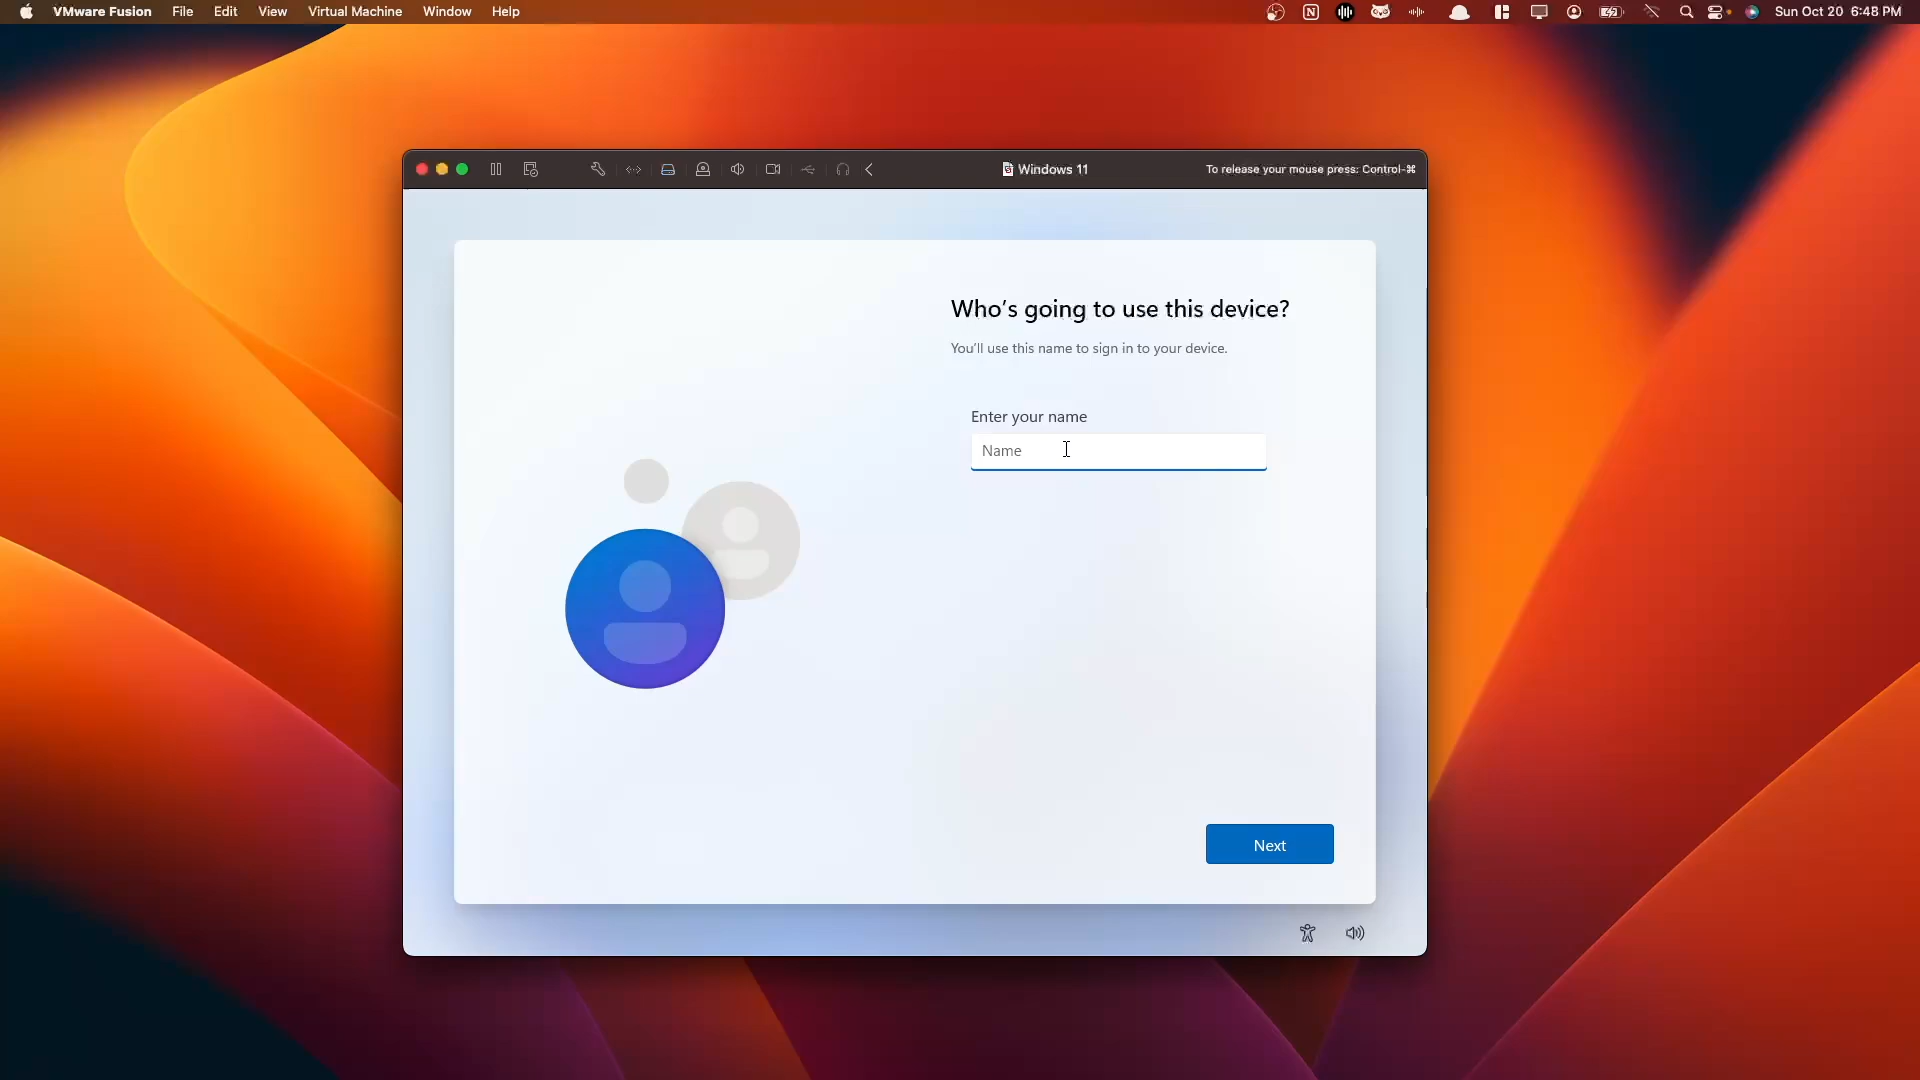 VMware Fusion File Edit View Virtual Machine Window Help N Sun Oct 20 6:48 PM
Windows 11 To release your mouse press: Control-⌘
Who's going to use this device?
You'll use this name to sign in to your device.
Enter your name
Name
Next